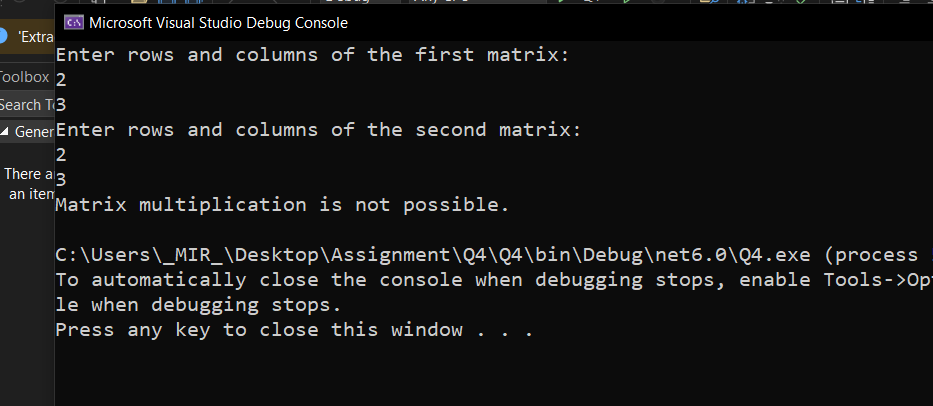 Microsoft Visual Studio Debug Console
'Extra
Toolbox
Search To
Gener
There a
an item
Enter rows and columns of the first matrix:
2
3
Enter rows and columns of the second matrix:
2
3
Matrix multiplication is not possible.
C:\Users\_MIR_\Desktop\Assignment\Q4\Q4\bin\Debug\net6.0\Q4.exe (process
To automatically close the console when debugging stops, enable Tools->Opt
le when debugging stops.
Press any key to close this window . . .